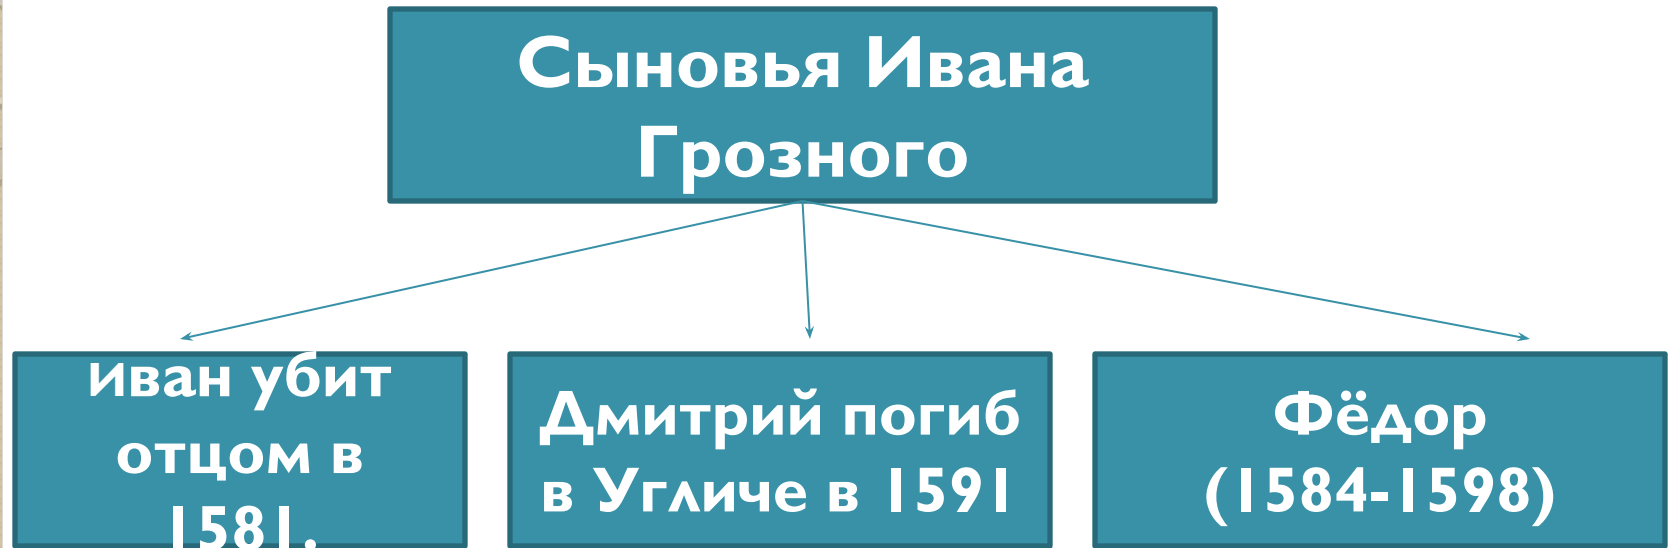 Сыновья Ивана
Грозного
Иван убит
отцом в
1581.
Дмитрий погиб
в Угличе в 1591
Фёдор
(1584-1598)